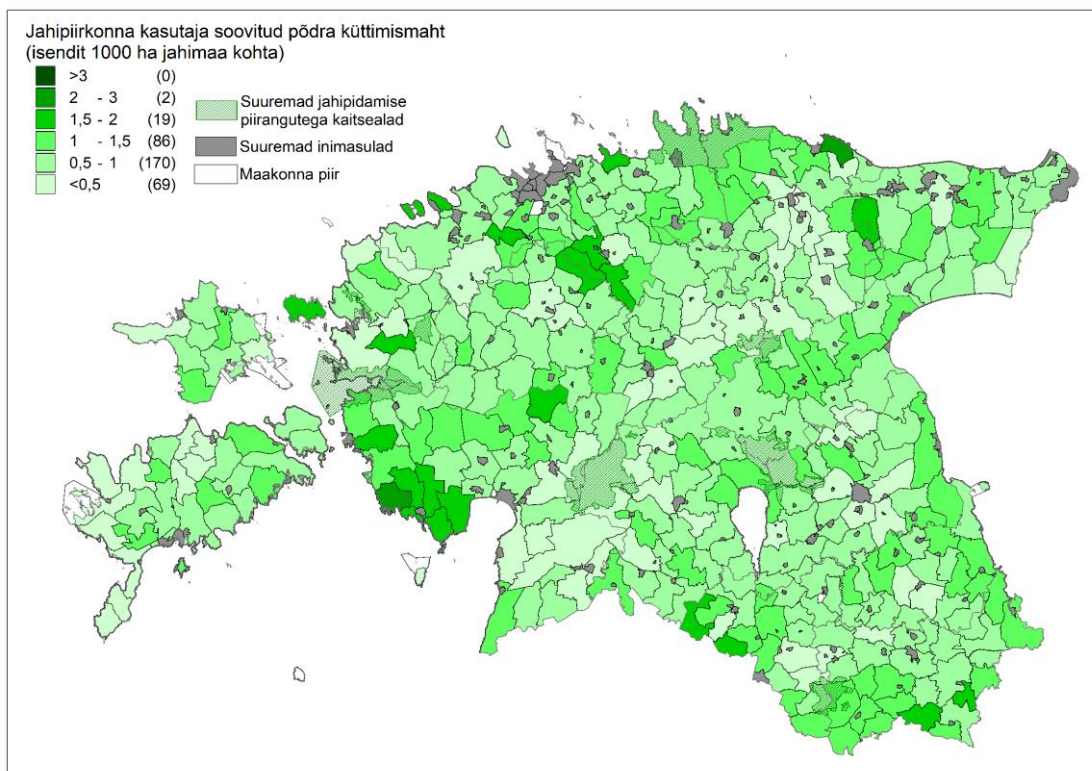 Jahipiirkonna kasutaja soovitud põdra küttimismaht
(isendit 1000 ha jahimaa kohta)
>3 (0)
2 - 3 (2)
1,5 - 2 (19)
1 - 1,5 (86)
0,5 - 1 (170)
<0,5 (69)
Suuremad jahipidamise
piirangutega kaitsealad
Suuremad inimasulad
Maakonna piir